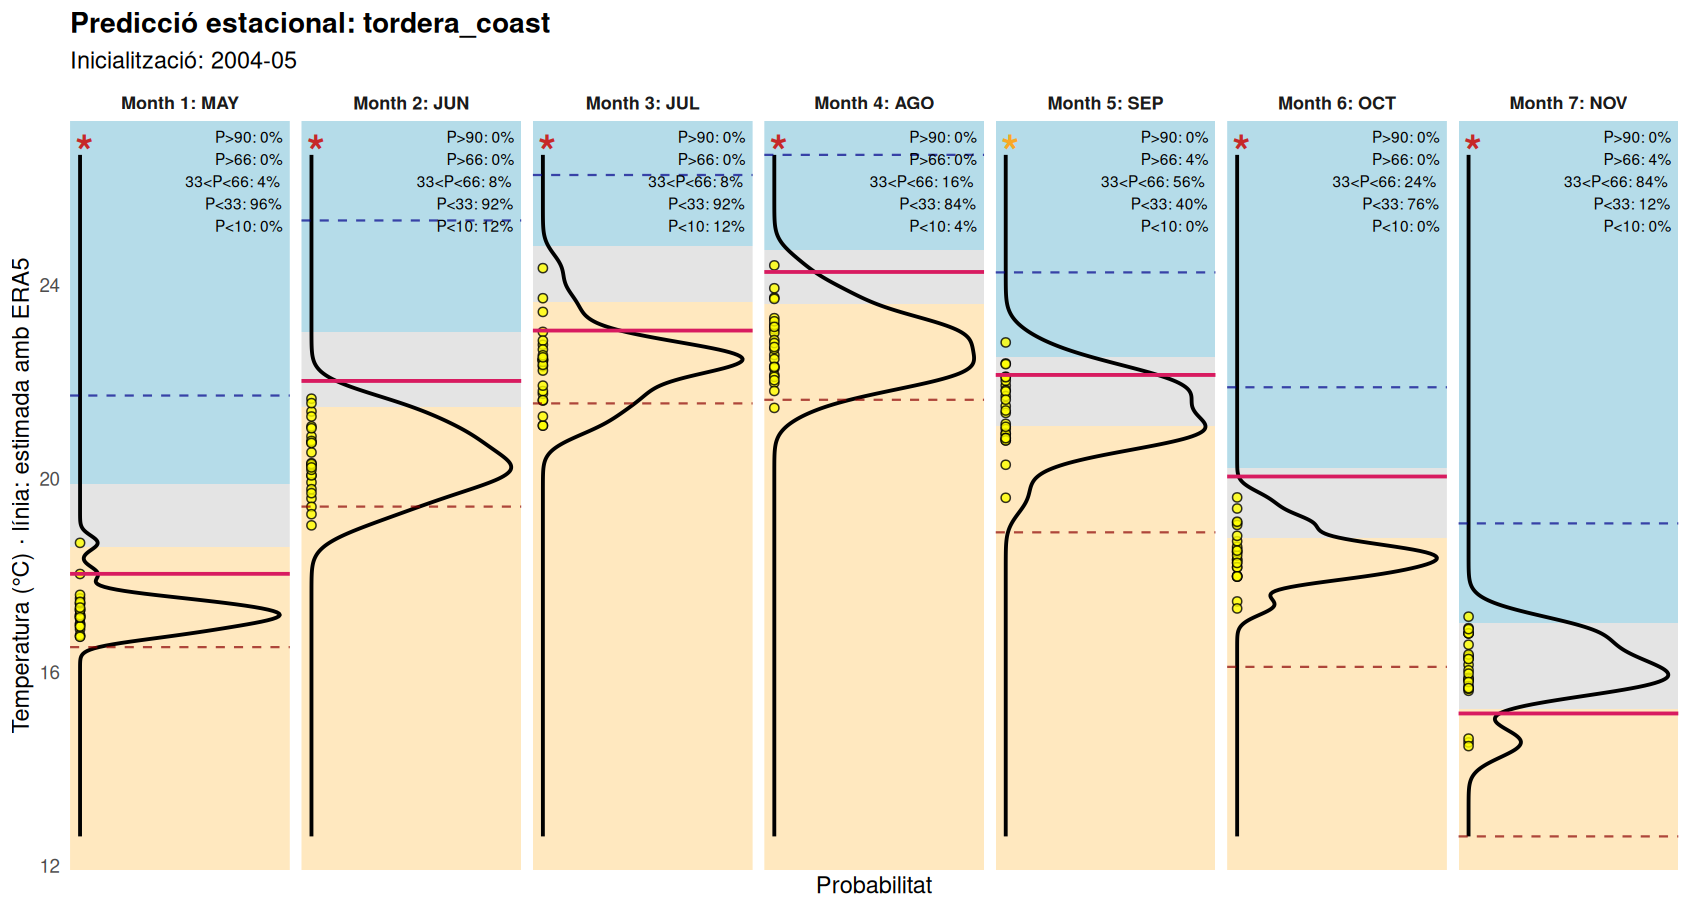 Predicció estacional: tordera_coast
Inicialització: 2004-05
Month 1: MAY
Month 2: JUN
Month 3: JUL
Month 4: AGO
Month 5: SEP
Month 6: OCT
Month 7: NOV
*
P>90: 0%
P>66: 0%
33<P<66: 4%
P<33: 96%
P<10: 0%
*
P>90: 0%
P>66: 0%
33<P<66: 8%
P<33: 92%
P<10: 12%
*
P>90: 0%
P>66: 0%
33<P<66: 8%
P<33: 92%
P<10: 12%
*
P>90: 0%
P>66: 0%
33<P<66: 16%
P<33: 84%
P<10: 4%
*
P>90: 0%
P>66: 4%
33<P<66: 56%
P<33: 40%
P<10: 0%
*
P>90: 0%
P>66: 0%
33<P<66: 24%
P<33: 76%
P<10: 0%
*
P>90: 0%
P>66: 4%
33<P<66: 84%
P<33: 12%
P<10: 0%
24
20
16
12
Temperatura (°C) · línia: estimada amb ERA5
Probabilitat